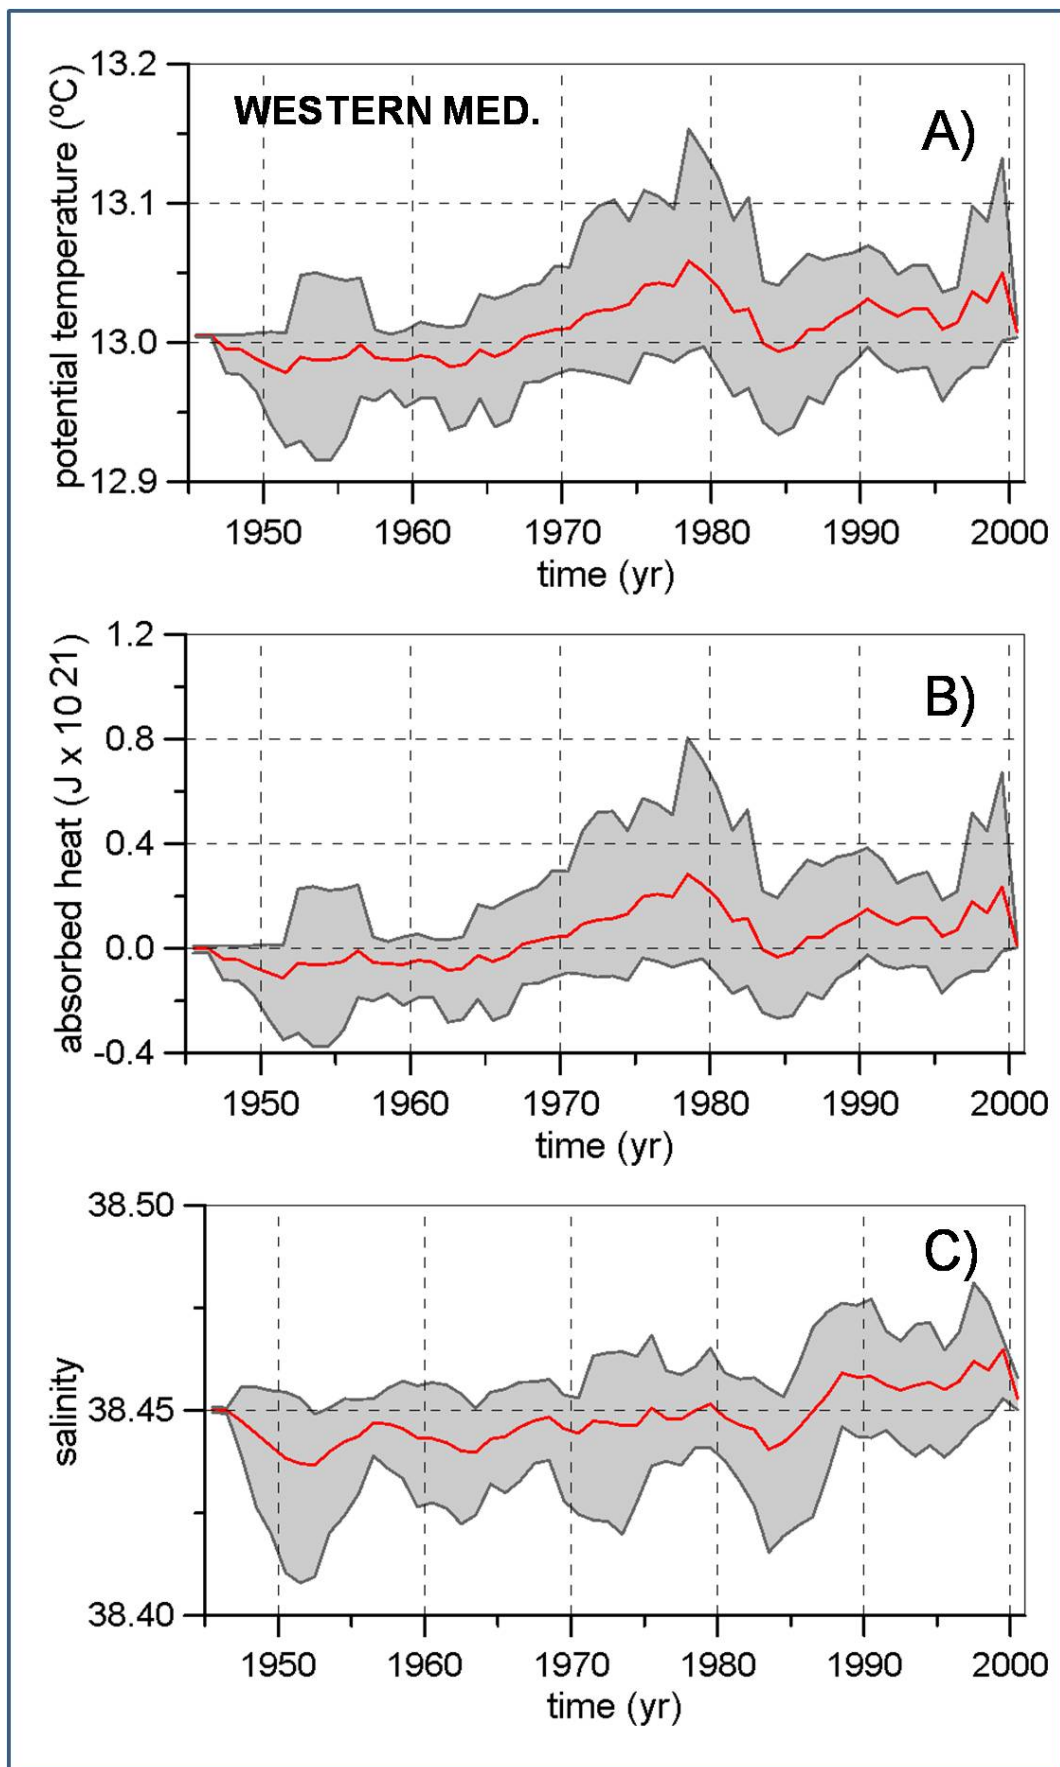 WESTERN MED.
A)
potential temperature (ºC)
13.2
13.1
13.0
12.9
1950 1960 1970 1980 1990 2000
time (yr)
B)
absorbed heat (J x 10 21)
1.2
0.8
0.4
0.0
-0.4
1950 1960 1970 1980 1990 2000
time (yr)
C)
salinity
38.50
38.45
38.40
1950 1960 1970 1980 1990 2000
time (yr)